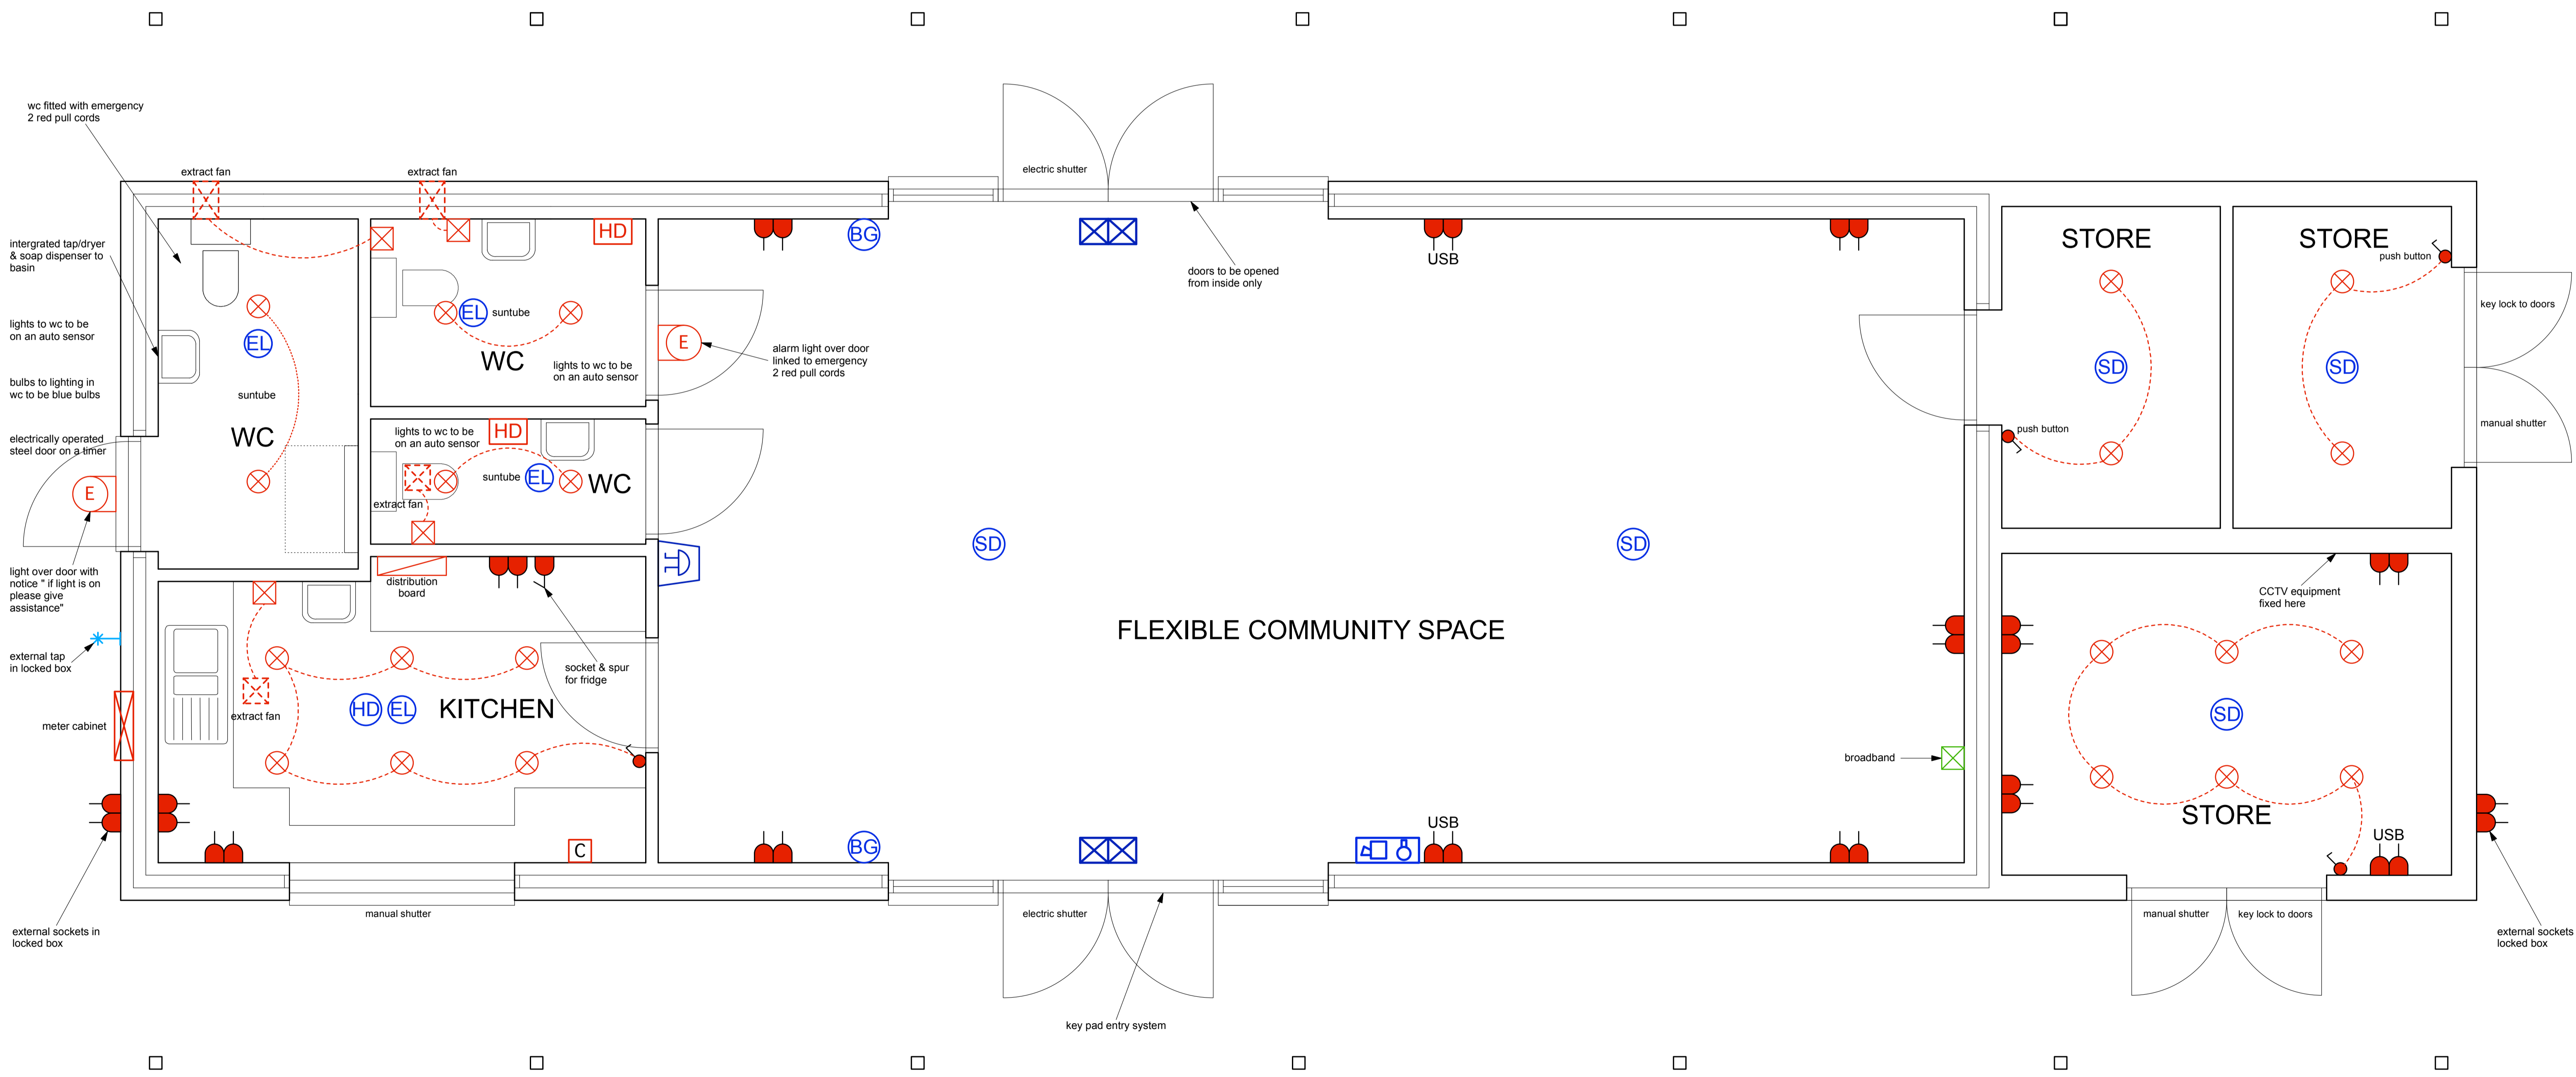 wc fitted with emergency
2 red pull cords
extract fan
extract fan
electric shutter
intergrated tap/dryer
& soap dispenser to
basin
HD
BG
doors to be opened
from inside only
USB
STORE
STORE
push button
key lock to doors
lights to wc to be
on an auto sensor
EL
EL
suntube
WC
lights to wc to be
on an auto sensor
E
alarm light over door
linked to emergency
2 red pull cords
SD
SD
bulbs to lighting in
wc to be blue bulbs
suntube
WC
electrically operated
steel door on a timer
lights to wc to be
on an auto sensor
HD
suntube
EL
WC
extract fan
push button
manual shutter
E
SD
SD
light over door with
notice " if light is on
please give
assistance"
distribution
board
CCTV equipment
fixed here
external tap
in locked box
socket & spur
for fridge
FLEXIBLE COMMUNITY SPACE
meter cabinet
extract fan
HD
EL
KITCHEN
broadband
SD
STORE
C
BG
USB
USB
manual shutter
electric shutter
manual shutter
key lock to doors
external sockets in
locked box
external sockets
locked box
key pad entry system